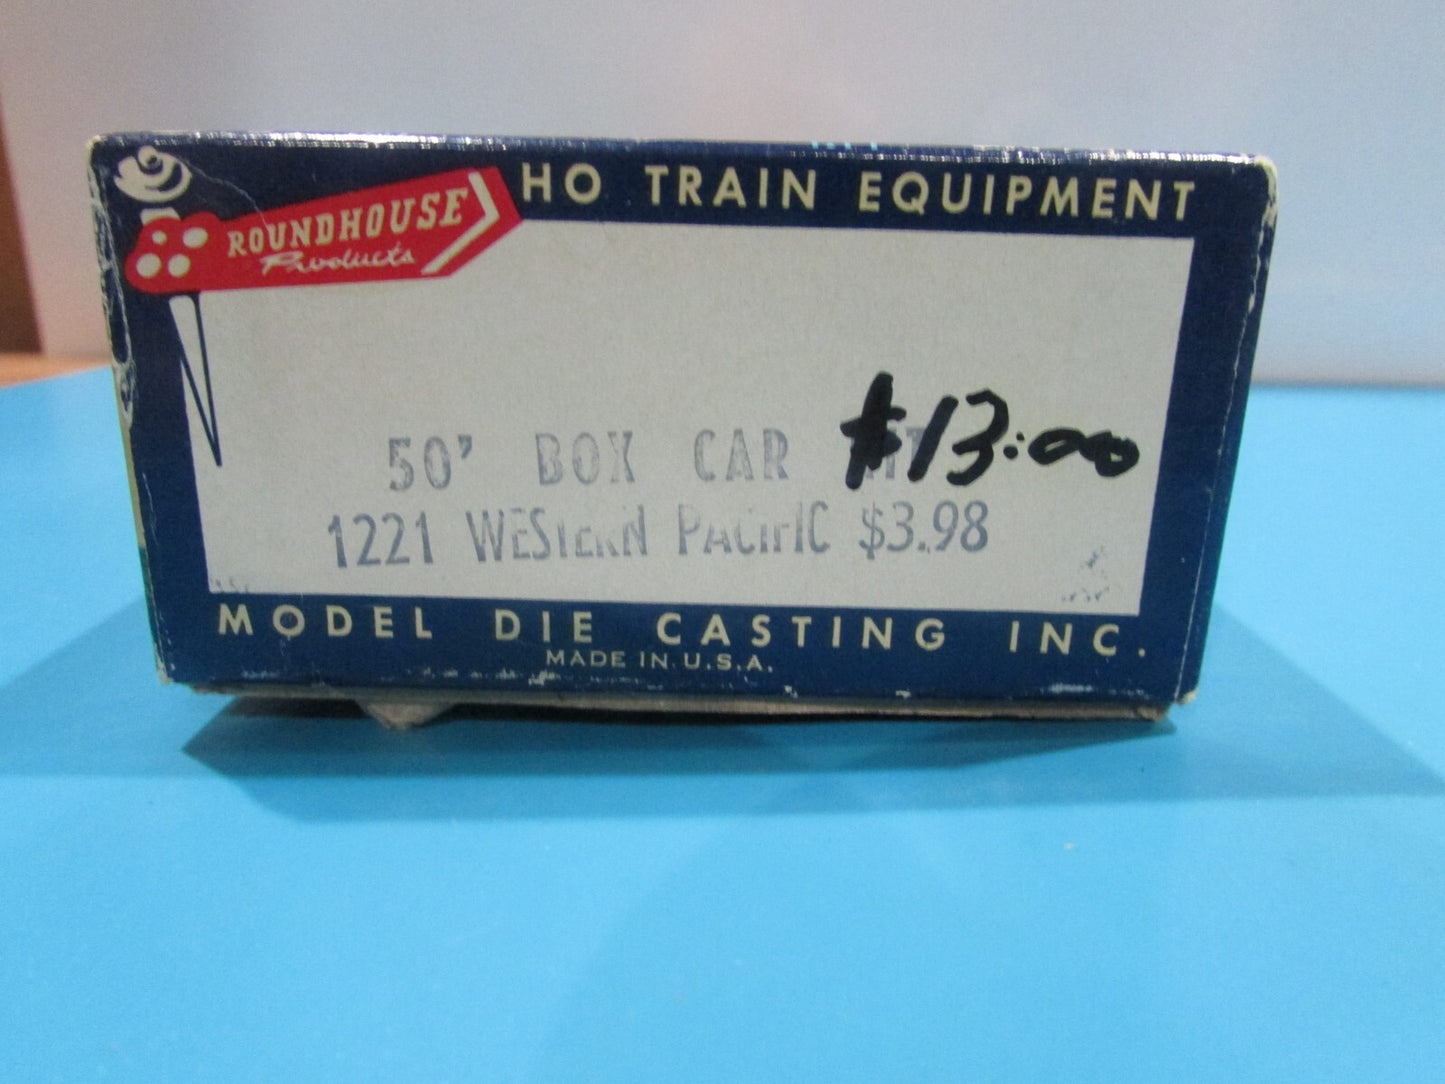 ROUNDHOUSE
Products
HO TRAIN EQUIPMENT
$13.00
50' BOX CAR
1221 WESTERN PACIFIC $3.98
MODEL DIE CASTING INC.
MADE IN U.S.A.